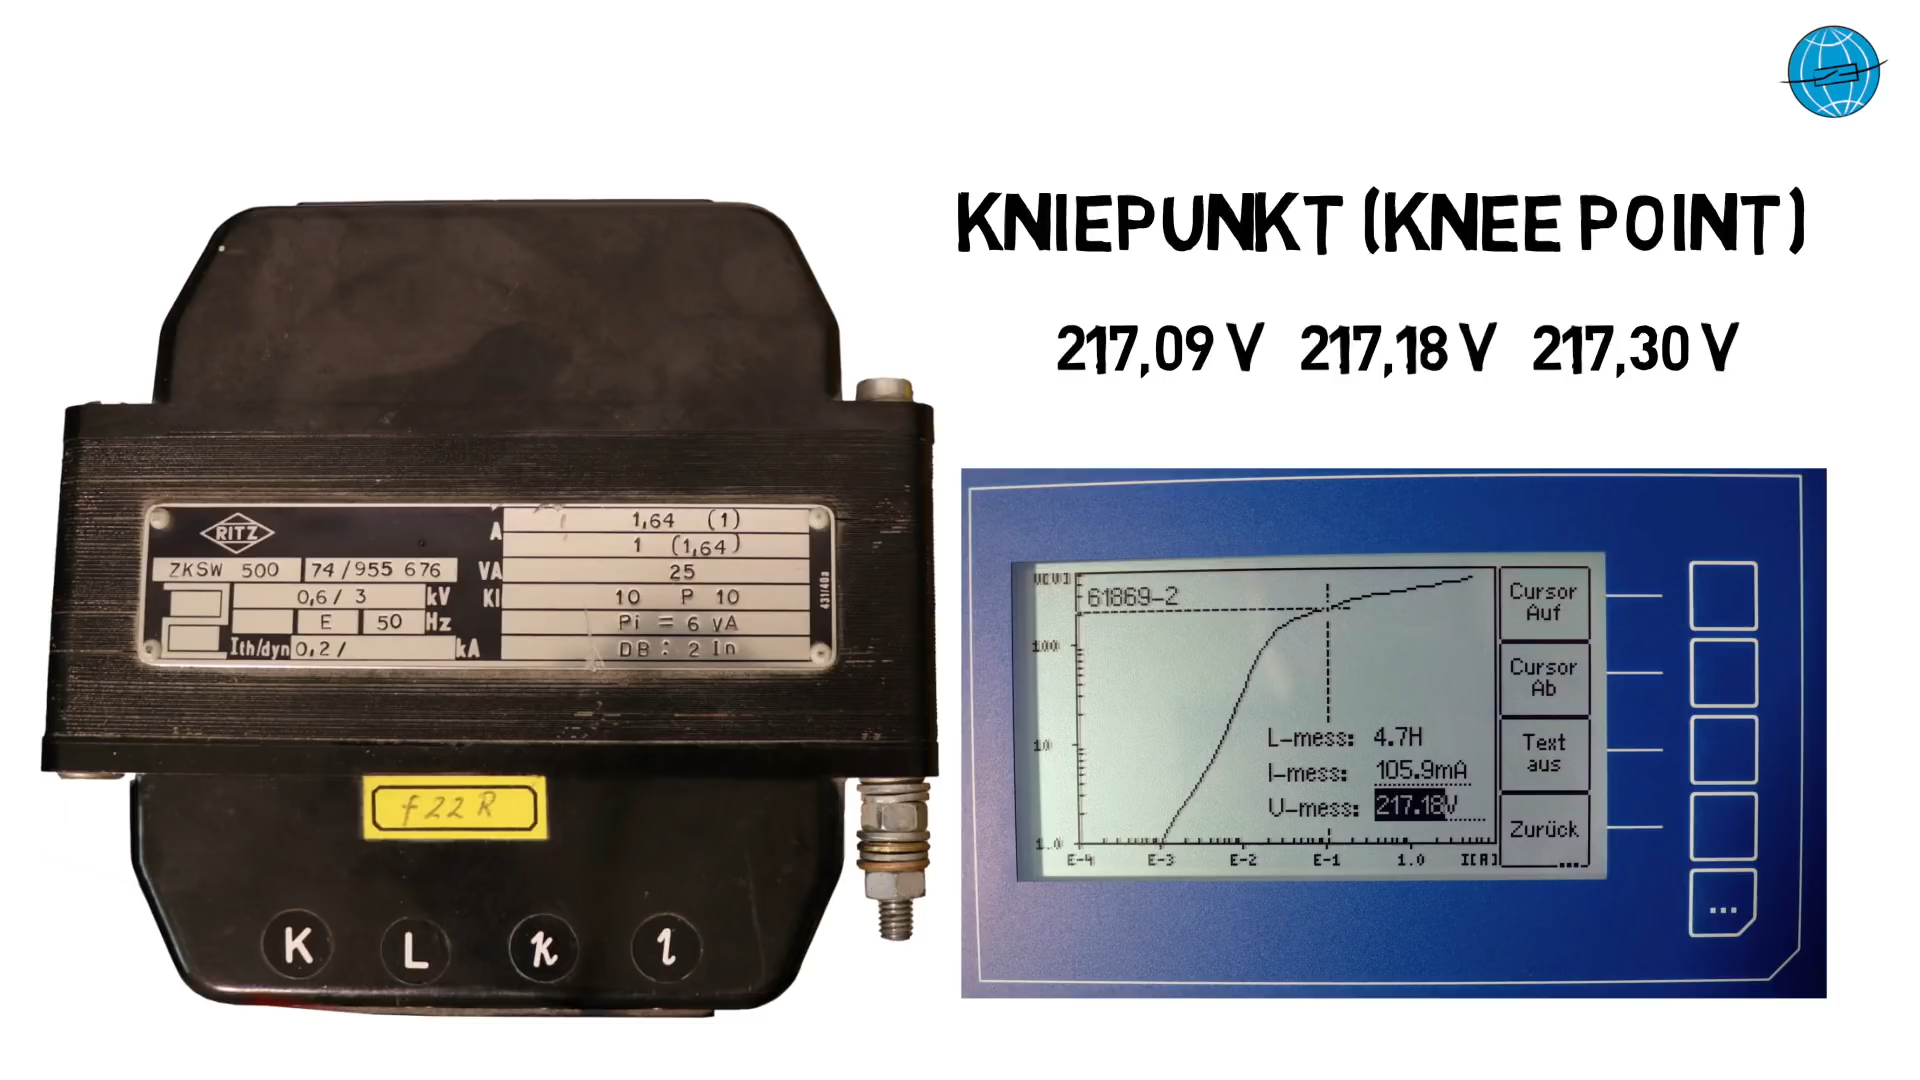 KNIEPUNKT (KNEE POINT)
217,09 V 217,18 V 217,30 V
RITZ
ZKSW 500 74/955 676
0,6/ 3 kV
E 50 Hz
Ith/dyn 0,2/ kA
A 1,64 (1)
1 (1,64)
VA 25
Kl 10 P 10
Pi = 6 VA
DB: 2 In
431/40a
f 22 R
K L k l
U[V]
61869-2
100
10
1.0
E-4 E-3 E-2 E-1 1.0 I[A]
L-mess: 4.7H
I-mess: 105.9mA
U-mess: 217.18V
Cursor
Auf
Cursor
Ab
Text
aus
Zurück
...
...